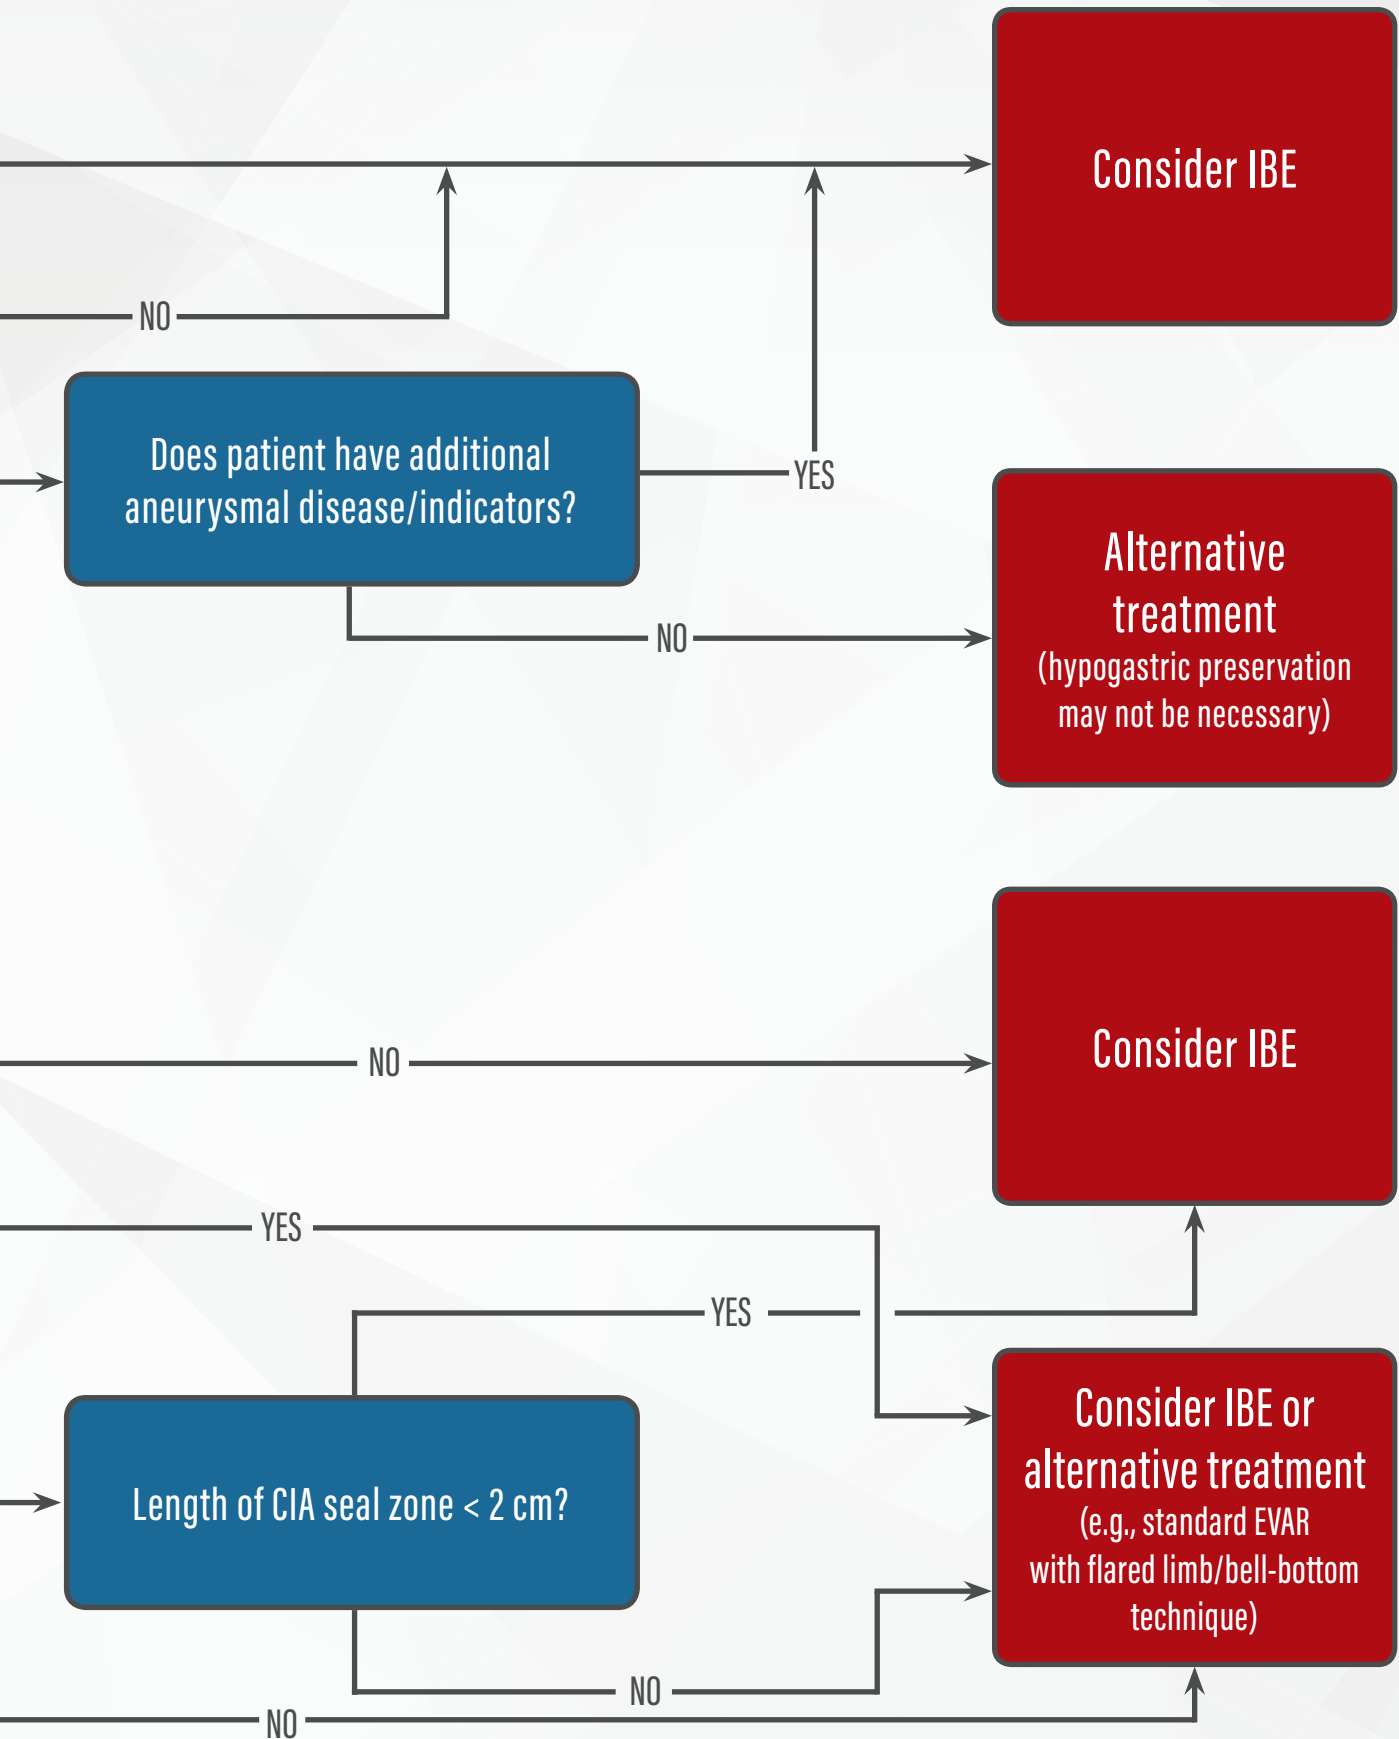 Consider IBE
NO
Does patient have additional
aneurysmal disease/indicators?
YES
Alternative
treatment
(hypogastric preservation
may not be necessary)
NO
Consider IBE
NO
YES
YES
Length of CIA seal zone < 2 cm?
Consider IBE or
alternative treatment
(e.g., standard EVAR
with flared limb/bell-bottom
technique)
NO
NO